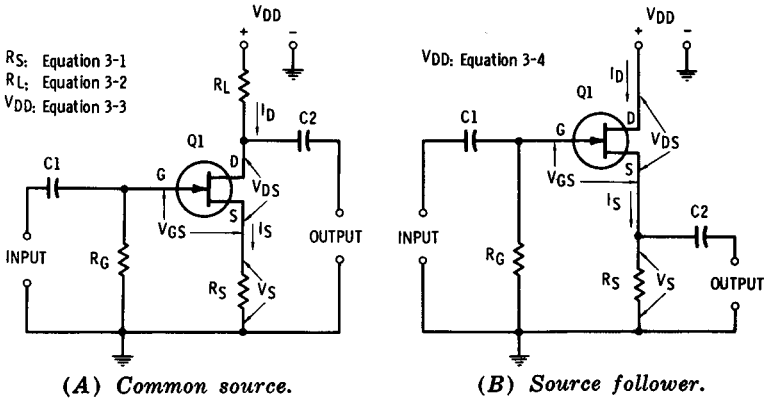 RS: Equation 3-1
RL: Equation 3-2
VDD: Equation 3-3
VDD
+ -
RL
ID
C2
Q1
C1
G
D
VDS
S
VGS
IS
INPUT
OUTPUT
RG
RS
VS
(A) Common source.
VDD: Equation 3-4
VDD
+ -
ID
Q1
C1
G
D
VDS
S
VGS
IS
C2
INPUT
RG
RS
VS
OUTPUT
(B) Source follower.